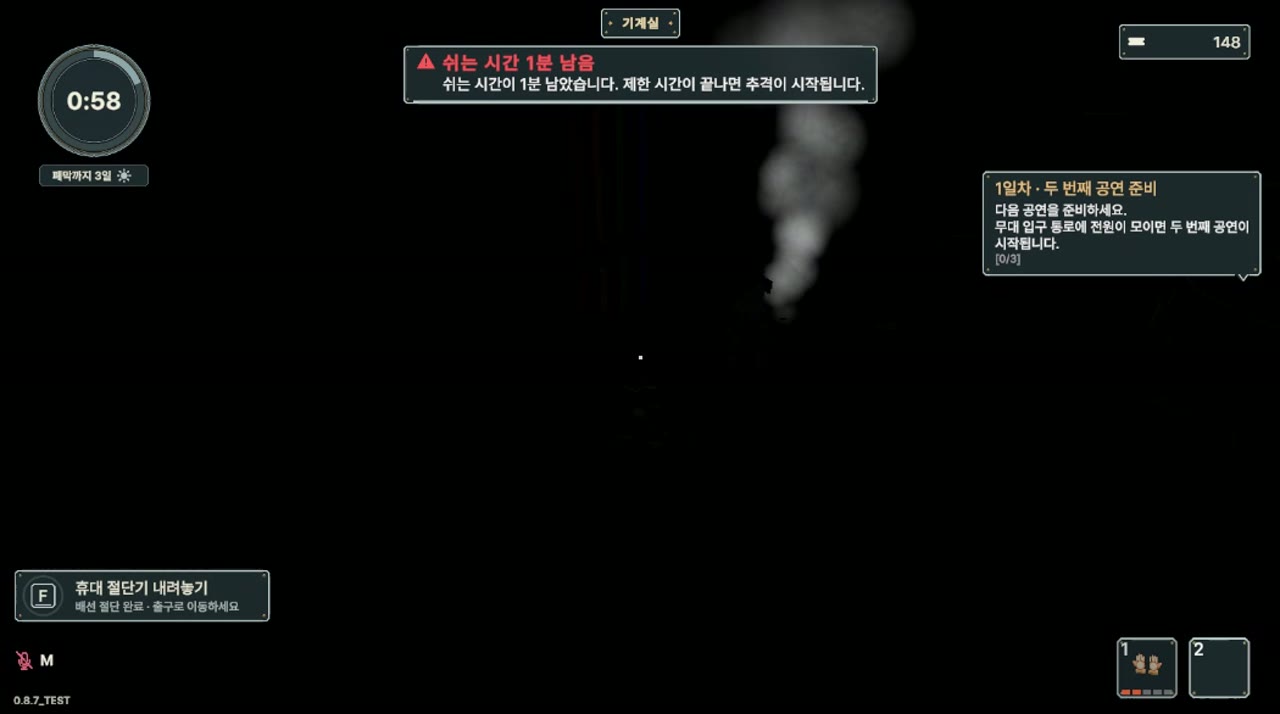 기계실
쉬는 시간 1분 남음
쉬는 시간이 1분 남았습니다. 제한 시간이 끝나면 추격이 시작됩니다.
148
0:58
폐막까지 3일
1일차 · 두 번째 공연 준비
다음 공연을 준비하세요.
무대 입구 통로에 전원이 모이면 두 번째 공연이
시작됩니다.
[0/3]
F
휴대 절단기 내려놓기
배선 절단 완료 · 출구로 이동하세요
M
1
2
0.8.7_TEST